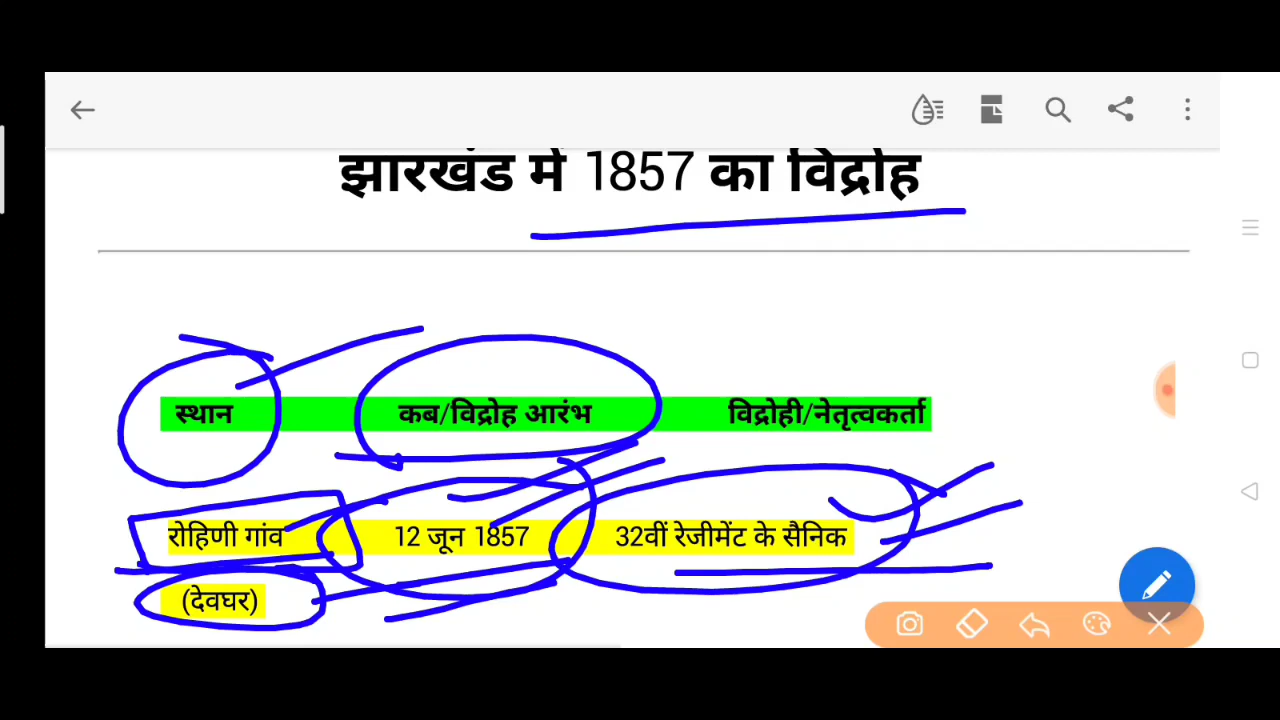 झारखंड में 1857 का विद्रोह
स्थान कब/विद्रोह आरंभ विद्रोही/नेतृत्वकर्ता
रोहिणी गांव 12 जून 1857 32वीं रेजीमेंट के सैनिक
(देवघर)